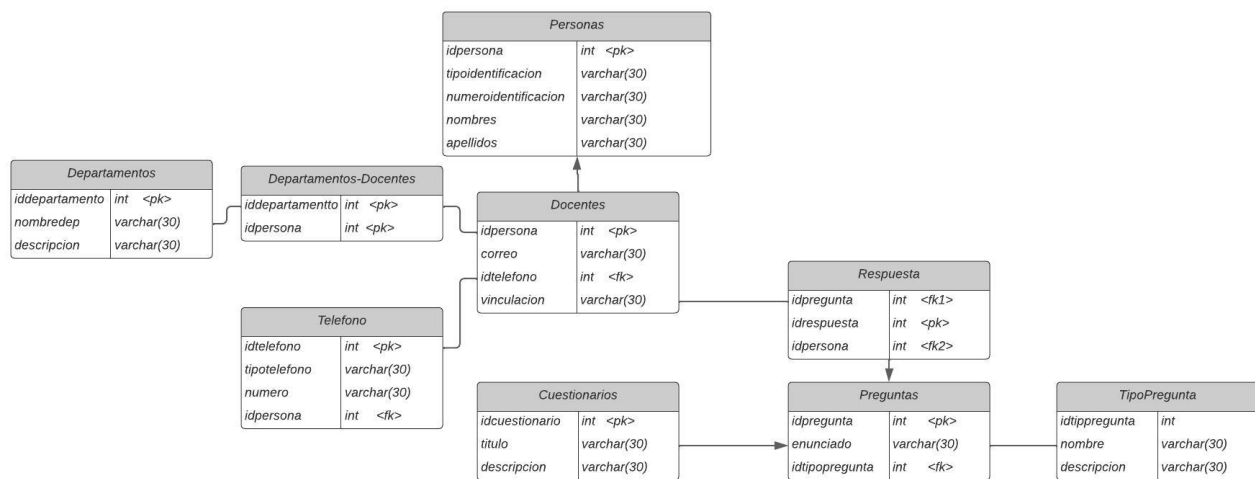 Personas
idpersona int <pk>
tipoidentificacion varchar(30)
numeroidentificacion varchar(30)
nombres varchar(30)
apellidos varchar(30)
Departamentos
iddepartamento int <pk>
nombredep varchar(30)
descripcion varchar(30)
Departamentos-Docentes
iddepartamentto int <pk>
idpersona int <pk>
Docentes
idpersona int <pk>
correo varchar(30)
idtelefono int <fk>
vinculacion varchar(30)
Telefono
idtelefono int <pk>
tipotelefono varchar(30)
numero varchar(30)
idpersona int <fk>
Respuesta
idpregunta int <fk1>
idrespuesta int <pk>
idpersona int <fk2>
Cuestionarios
idcuestionario int <pk>
titulo varchar(30)
descripcion varchar(30)
Preguntas
idpregunta int <pk>
enunciado varchar(30)
idtipopregunta int <fk>
TipoPregunta
idtippregunta int
nombre varchar(30)
descripcion varchar(30)